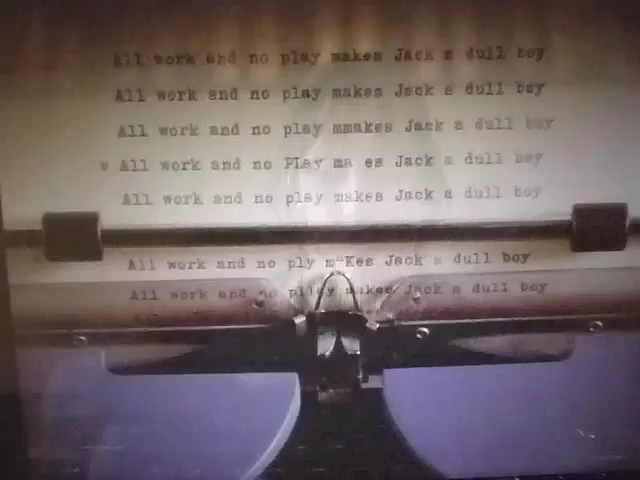 All work and no play makes Jack a dull boy
All work and no play makes Jack a dull boy
All work and no play mmakes Jack a dull boy
v All work and no PLay ma es Jack a dull boy
All work and no play makes Jack a dull boy
All work and no ply m"Kes Jack a dull boy
All work and no makes Jack a dull boy